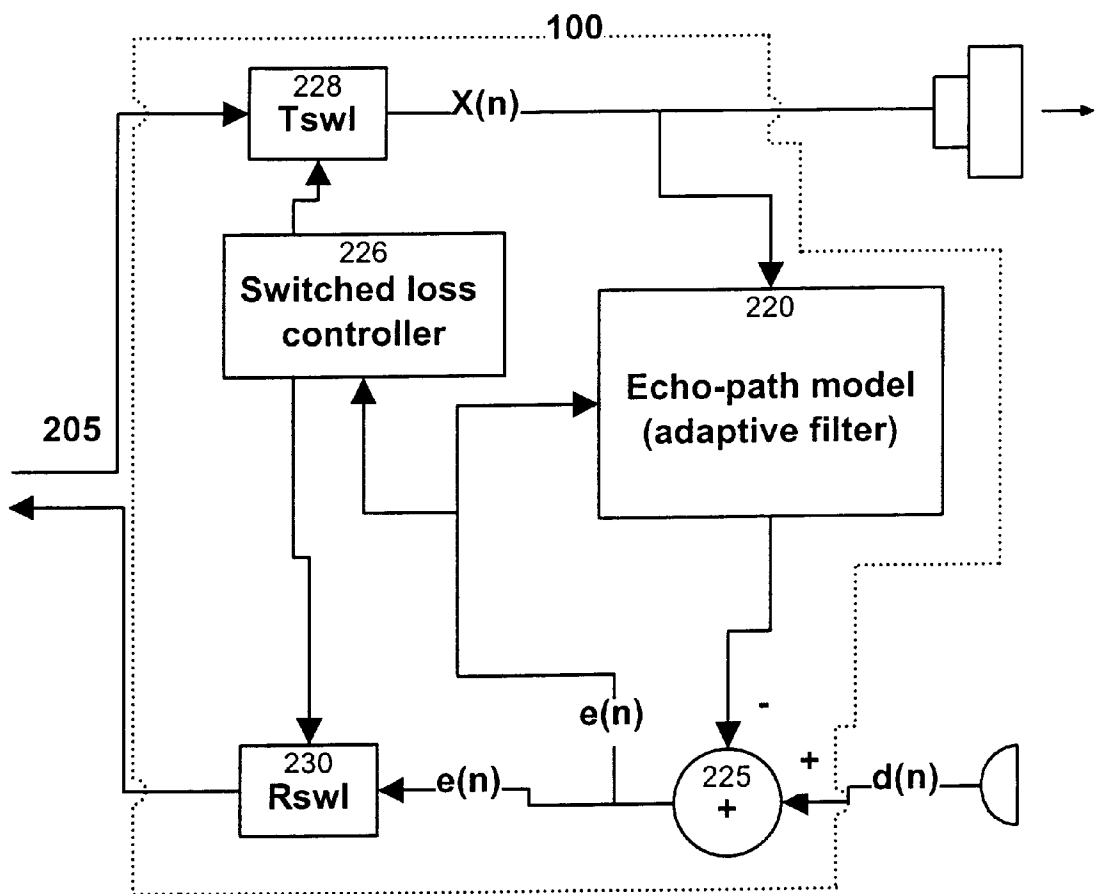 100
228
Tswl
X(n)
226
Switched loss
controller
220
Echo-path model
(adaptive filter)
205
e(n)
-
230
Rswl
e(n)
225
+
+
d(n)